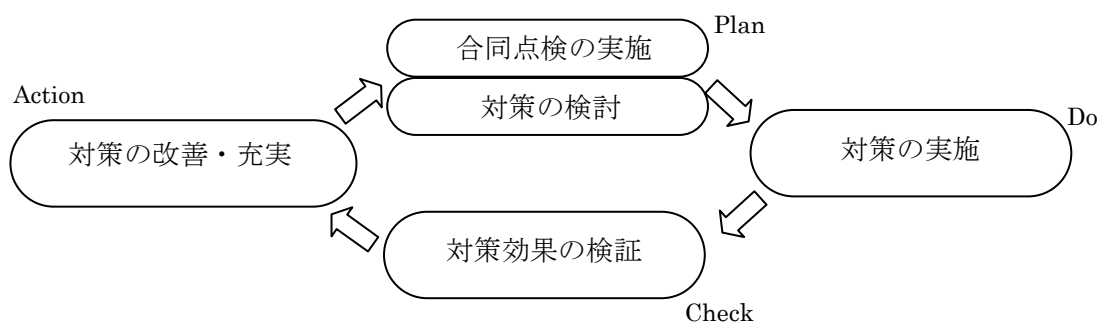 合同点検の実施
Plan
対策の検討
Action
対策の改善・充実
Do
対策の実施
対策効果の検証
Check